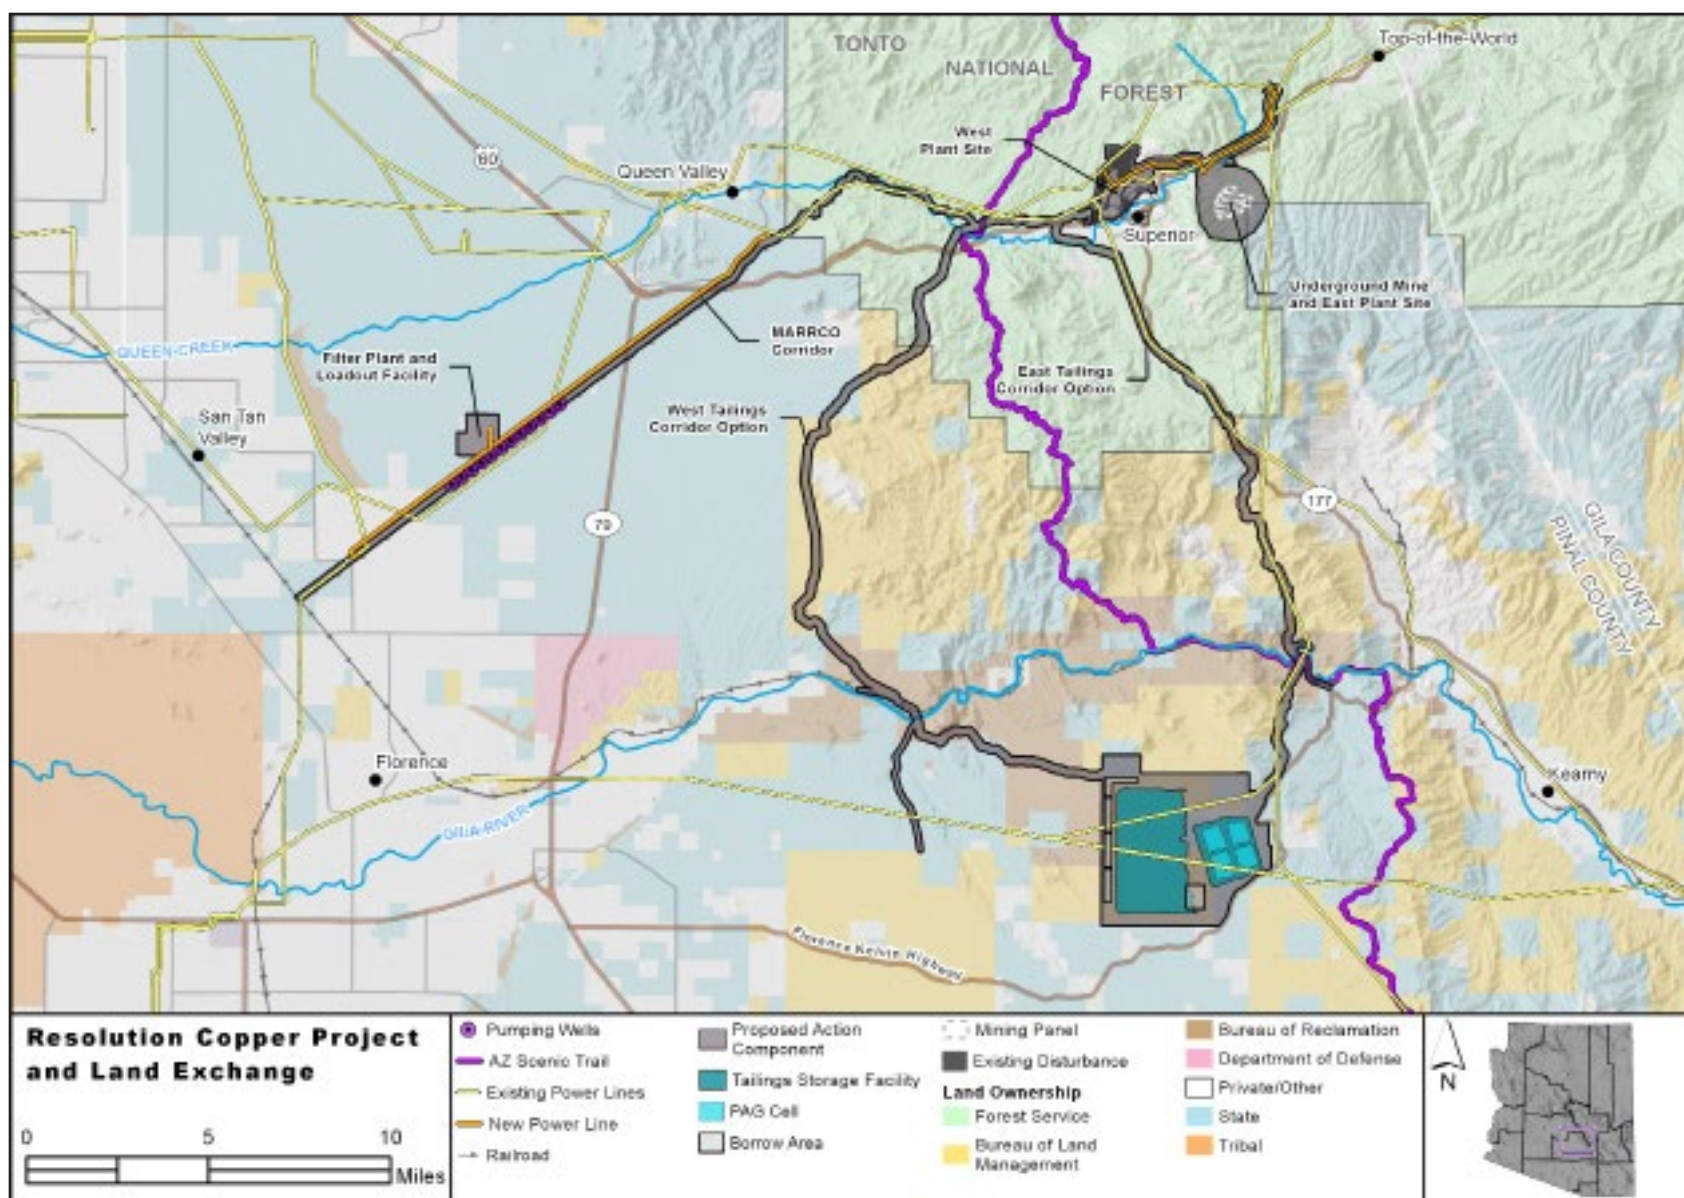 TONTO
NATIONAL
FOREST
Top-of-the-World
West
Plant Site
60
Queen Valley
Superior
Underground Mine
and East Plant Site
MARRCO
Corridor
QUEEN CREEK
Filter Plant and
Loadout Facility
East Tailings
Corridor Option
West Tailings
Corridor Option
San Tan
Valley
79
177
GILA COUNTY
PINAL COUNTY
Florence
Kearny
GILA RIVER
Florence Kelvin Highway
Resolution Copper Project
and Land Exchange
0 5 10
Miles
Pumping Wells
AZ Scenic Trail
Existing Power Lines
New Power Line
Railroad
Proposed Action
Component
Tailings Storage Facility
PAG Cell
Borrow Area
Mining Panel
Existing Disturbance
Land Ownership
Forest Service
Bureau of Land
Management
Bureau of Reclamation
Department of Defense
Private/Other
State
Tribal
N